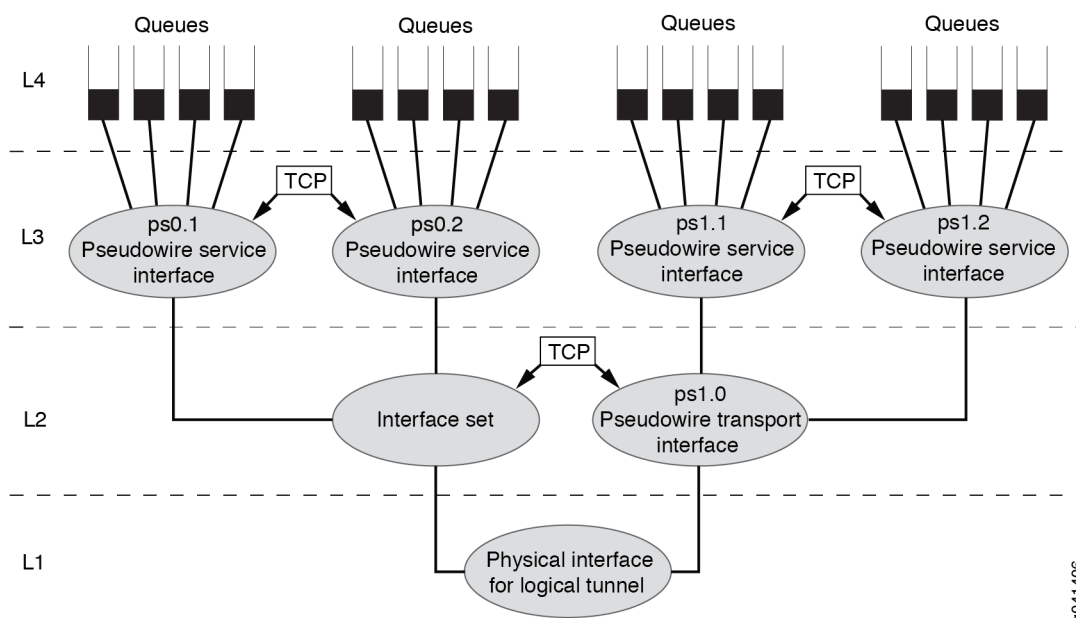 Queues Queues Queues Queues
L4
TCP TCP
L3
ps0.1
Pseudowire service
interface
ps0.2
Pseudowire service
interface
ps1.1
Pseudowire service
interface
ps1.2
Pseudowire service
interface
TCP
L2
Interface set
ps1.0
Pseudowire transport
interface
L1
Physical interface
for logical tunnel